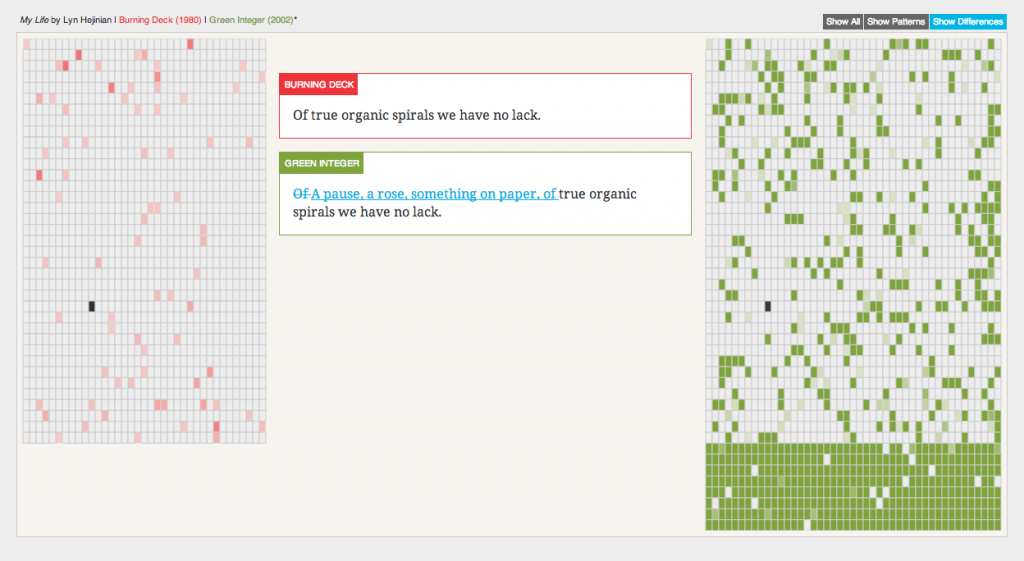 My Life by Lyn Hejinian | Burning Deck (1980) | Green Integer (2002)*
Show All Show Patterns Show Differences
BURNING DECK
Of true organic spirals we have no lack.
GREEN INTEGER
Of A pause, a rose, something on paper, of true organic
spirals we have no lack.